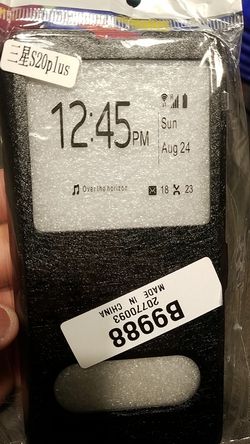 三星S20plus
12:45PM
Sun
Aug 24
Over the horizon
18
23
B9988
20770093
MADE IN CHINA